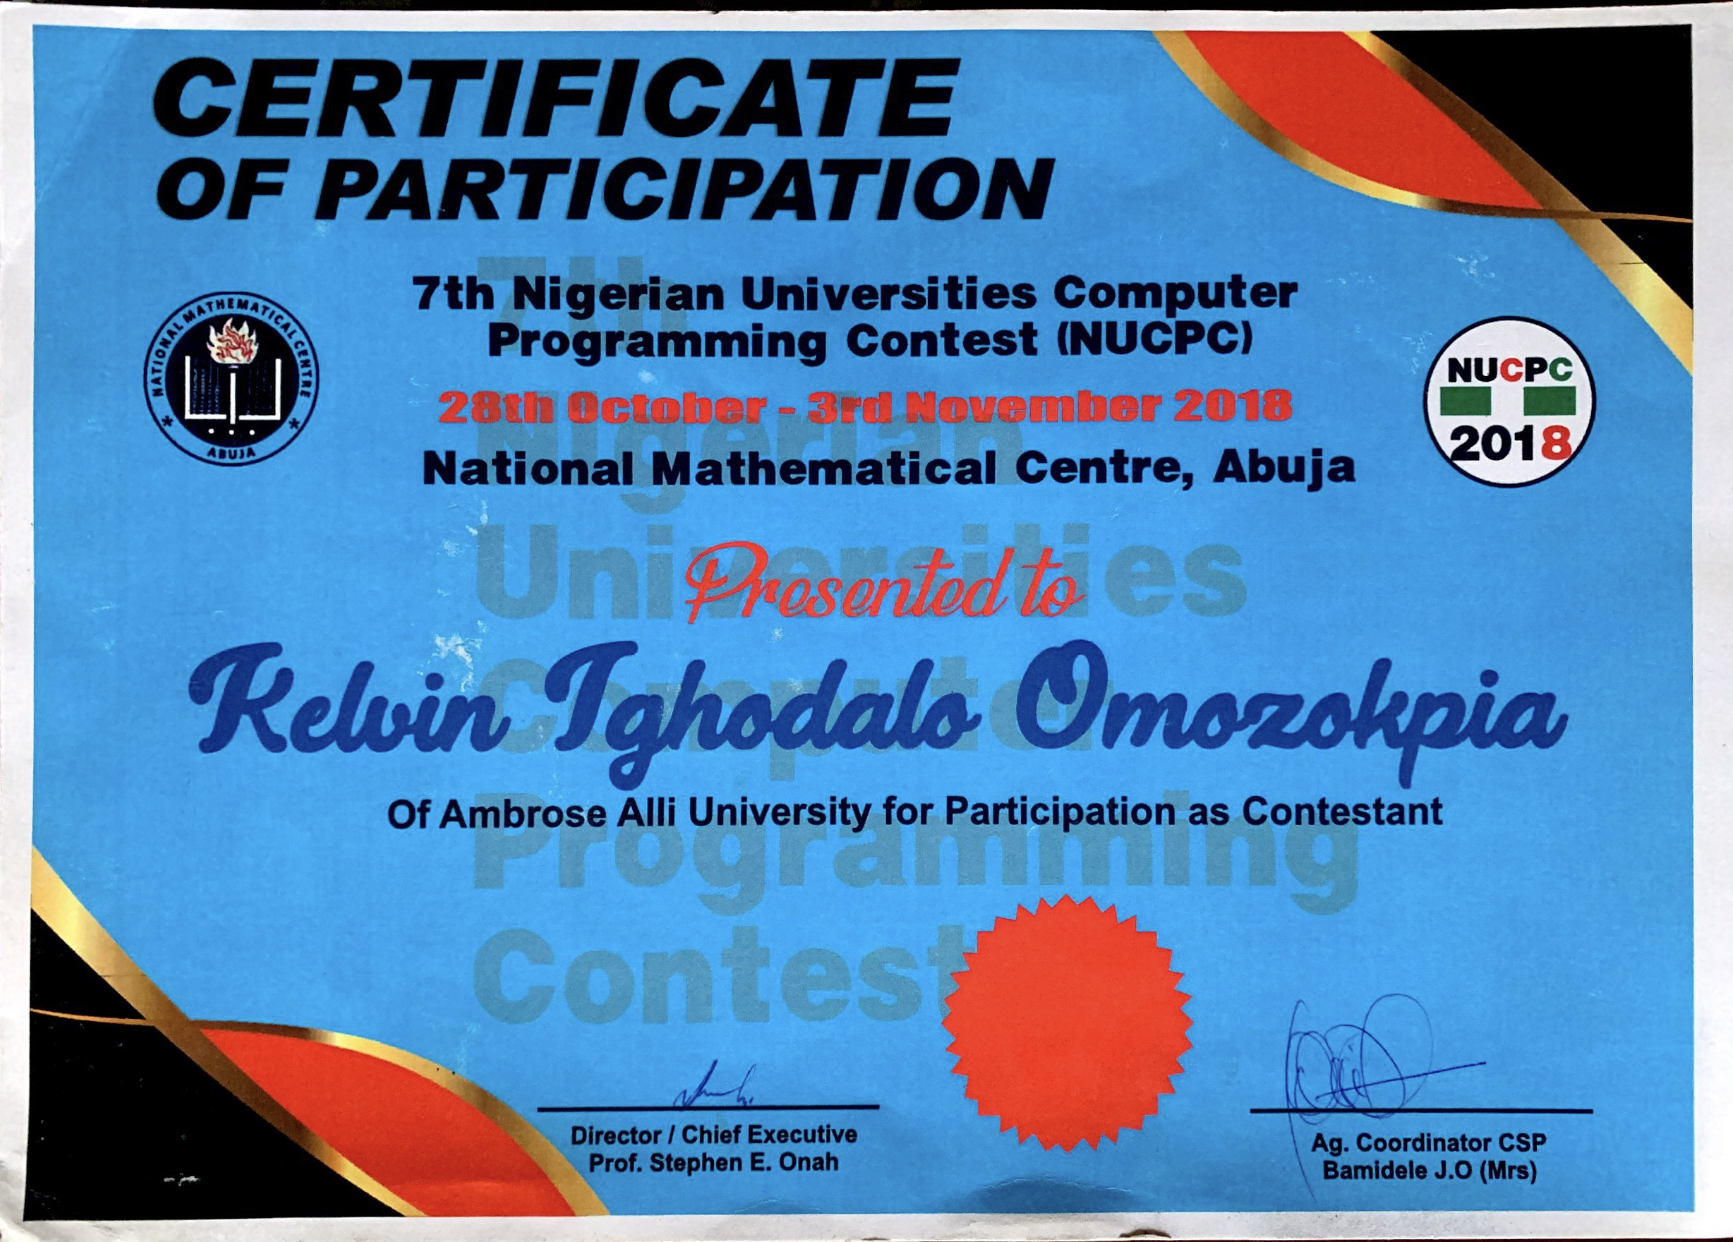 CERTIFICATE
OF PARTICIPATION
7th Nigerian Universities Computer
Programming Contest (NUCPC)
28th October - 3rd November 2018
National Mathematical Centre, Abuja
NATIONAL MATHEMATICAL CENTRE
* ABUJA *
NUCPC
2018
Presented to
Kelvin Ighodalo Omozokpia
Of Ambrose Alli University for Participation as Contestant
7th
Nigerian
Universities
Computer
Programming
Contest
Director / Chief Executive
Prof. Stephen E. Onah
Ag. Coordinator CSP
Bamidele J.O (Mrs)